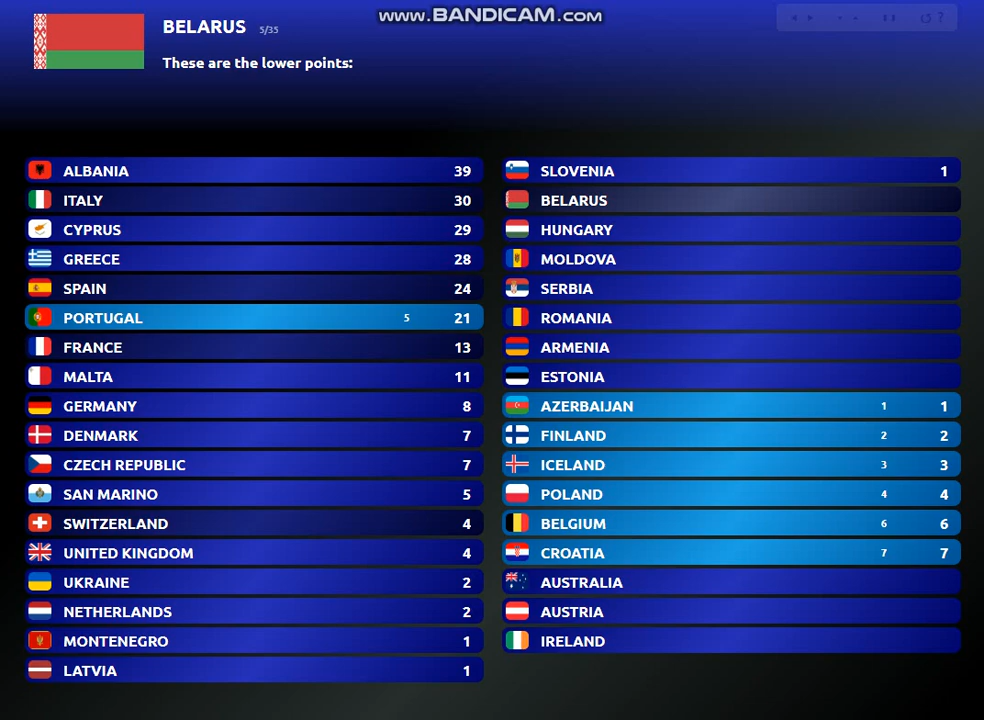 www.BANDICAM.com
BELARUS 5/35
These are the lower points:
ALBANIA 39
ITALY 30
CYPRUS 29
GREECE 28
SPAIN 24
PORTUGAL 5 21
FRANCE 13
MALTA 11
GERMANY 8
DENMARK 7
CZECH REPUBLIC 7
SAN MARINO 5
SWITZERLAND 4
UNITED KINGDOM 4
UKRAINE 2
NETHERLANDS 2
MONTENEGRO 1
LATVIA 1
SLOVENIA 1
BELARUS
HUNGARY
MOLDOVA
SERBIA
ROMANIA
ARMENIA
ESTONIA
AZERBAIJAN 1 1
FINLAND 2 2
ICELAND 3 3
POLAND 4 4
BELGIUM 6 6
CROATIA 7 7
AUSTRALIA
AUSTRIA
IRELAND